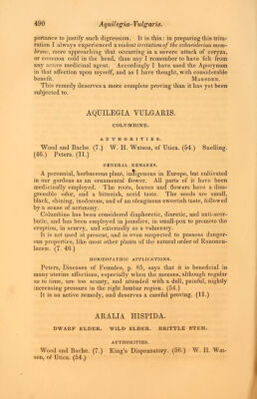 490 Aquilegia-Vulgaris.
portance to justify such digression. It is this: in preparing this tritu-
ration I always experienced a violent irritation of the schneiderian mem-
brane, more approaching that occurring in a severe attack of coryza,
or common cold in the head, than any I remember to have felt from
any active medicinal agent. Accordingly I have used the Apocynum
in that affection upon myself, and as I have thought, with considerable
benefit. MARSDEN.
This remedy deserves a more complete proving than it has yet been
subjected to.
AQUILEGIA VULGARIS.
COLUMBINE.
AUTHORITIES.
Wood and Bache. (7.) W. H. Watson, of Utica. (54.) Snelling.
(46.) Peters. (11.)
GENERAL REMARKS.
A perennial, herbaceous plant, indigenous in Europe, but cultivated
in our gardens as an ornamental flower. All parts of it have been
medicinally employed. The roots, leaves and flowers have a disa-
greeable odor, and a bitterish, acrid taste. The seeds are small,
black, shining, inodorous, and of an oleaginous sweetish taste, followed
by a sense of acrimony.
Columbine has been considered diaphoretic, diuretic, and anti-scor-
butic, and has been employed in jaundice, in small-pox to promote the
eruption, in scurvy, and externally as a vulnerary.
It is not used at present, and is even suspected to possess danger-
ous properties, like most other plants of the natural order of Ranuncu-
laceæ. (7. 46.)
HOMŒOPATHIC APPLICATIONS.
Peters, Diseases of Females, p. 85, says that it is beneficial in
many uterine affections, especially when the menses, although regular
as to time, are too scanty, and attended with a dull, painful, nightly
increasing pressure in the right lumbar region. (54.)
It is an active remedy, and deserves a careful proving. (11.)
ARALIA HISPIDA.
DWARF ELDER. WILD ELDER. BRITTLE STEM.
AUTHORITIES.
Wood and Bache. (7.) King's Dispensatory. (56.) W. H. Wat-
son, of Utica. (54.)